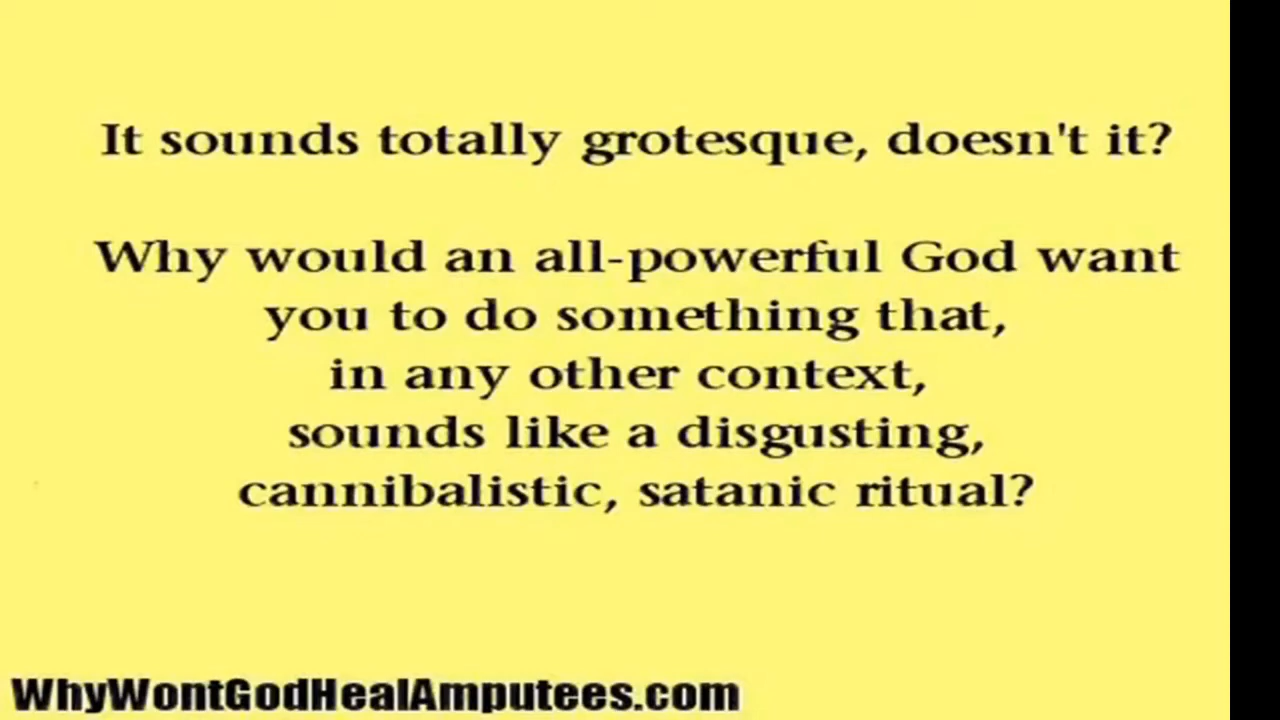 It sounds totally grotesque, doesn't it?
Why would an all-powerful God want
you to do something that,
in any other context,
sounds like a disgusting,
cannibalistic, satanic ritual?
WhyWontGodHealAmputees.com